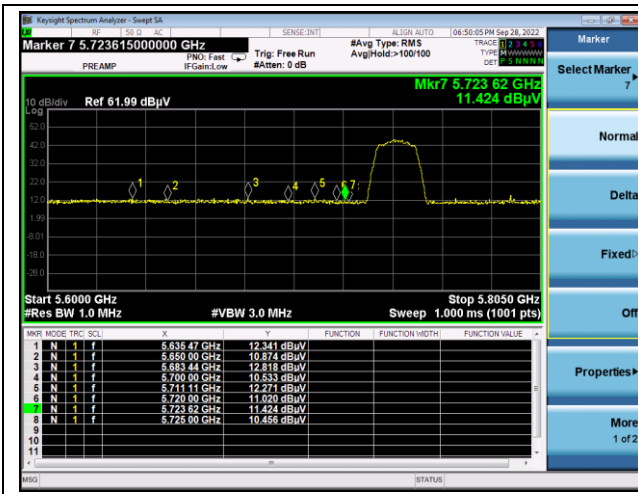 Keysight Spectrum Analyzer - Swept SA
RF 50 Ω AC SENSE:INT ALIGN AUTO 06:50:05 PM Sep 28, 2022
Marker 7 5.723615000000 GHz
PREAMP
PNO: Fast
IFGain:Low
Trig: Free Run
#Atten: 0 dB
#Avg Type: RMS
Avg|Hold:>100/100
TRACE 1 2 3 4 5 6
TYPE M W W W W W
DET P S N N N N
Mkr7 5.723 62 GHz
11.424 dBµV
10 dB/div Ref 61.99 dBµV
Log
52.0
42.0
32.0
22.0
12.0
1.99
-8.01
-18.0
-28.0
1 2 3 4 5 6 7
Start 5.6000 GHz Stop 5.8050 GHz
#Res BW 1.0 MHz #VBW 3.0 MHz Sweep 1.000 ms (1001 pts)
MKR MODE TRC SCL X Y FUNCTION FUNCTION WIDTH FUNCTION VALUE
1 N 1 f 5.635 47 GHz 12.341 dBµV
2 N 1 f 5.650 00 GHz 10.874 dBµV
3 N 1 f 5.683 44 GHz 12.818 dBµV
4 N 1 f 5.700 00 GHz 10.533 dBµV
5 N 1 f 5.711 11 GHz 12.271 dBµV
6 N 1 f 5.720 00 GHz 11.020 dBµV
7 N 1 f 5.723 62 GHz 11.424 dBµV
8 N 1 f 5.725 00 GHz 10.456 dBµV
9
10
11
MSG STATUS
Marker
Select Marker
7
Normal
Delta
Fixed
Off
Properties
More
1 of 2